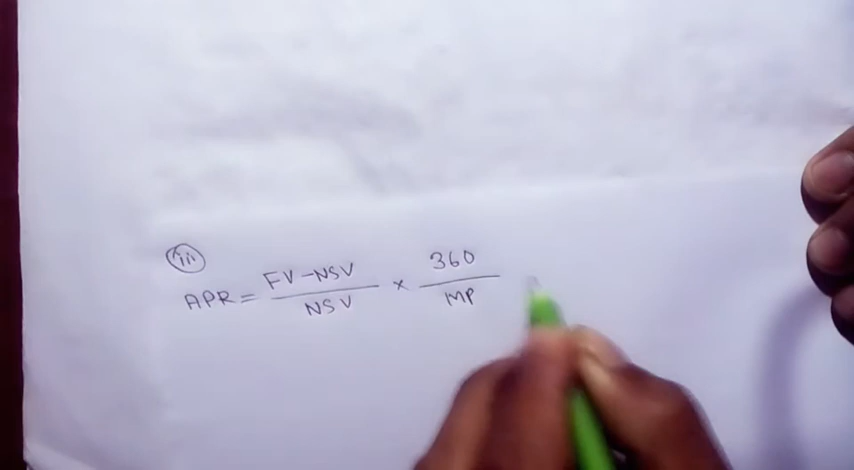 iii
APR = FV - NSV / NSV × 360 / MP